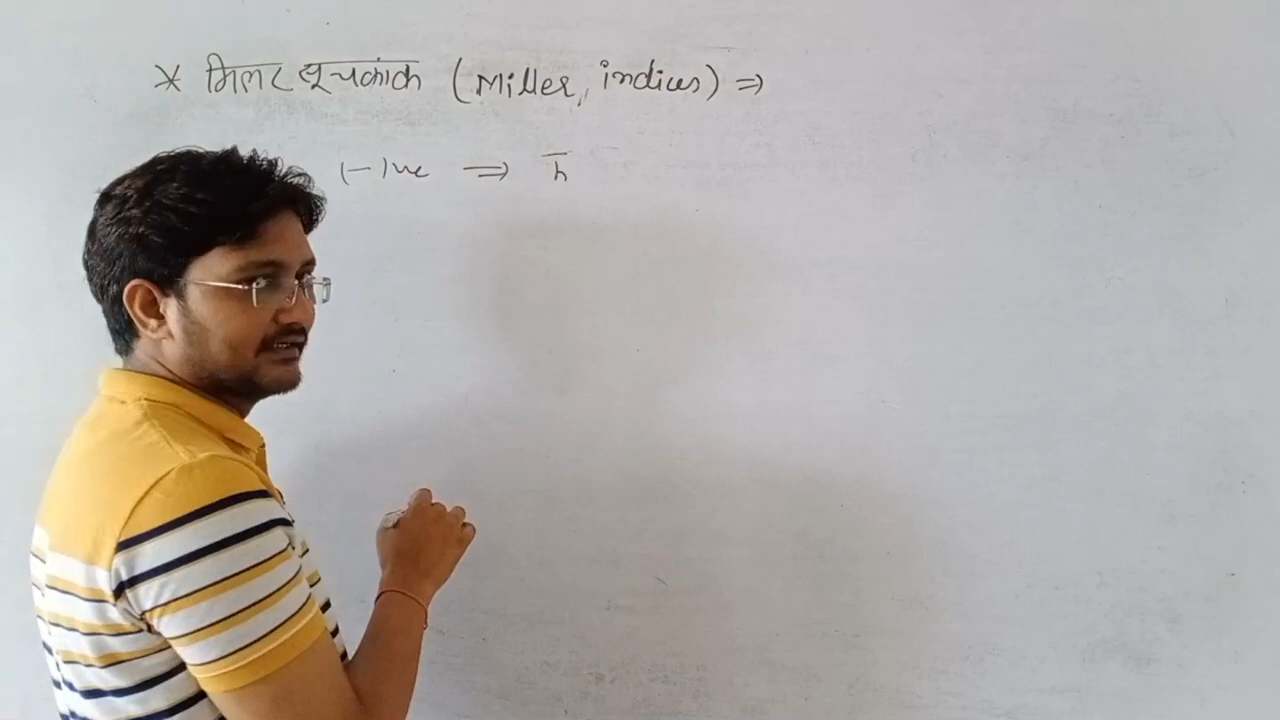 * मिलर सूचकांक (Miller, indices) ⇒
(-)ve ⇒ h̅